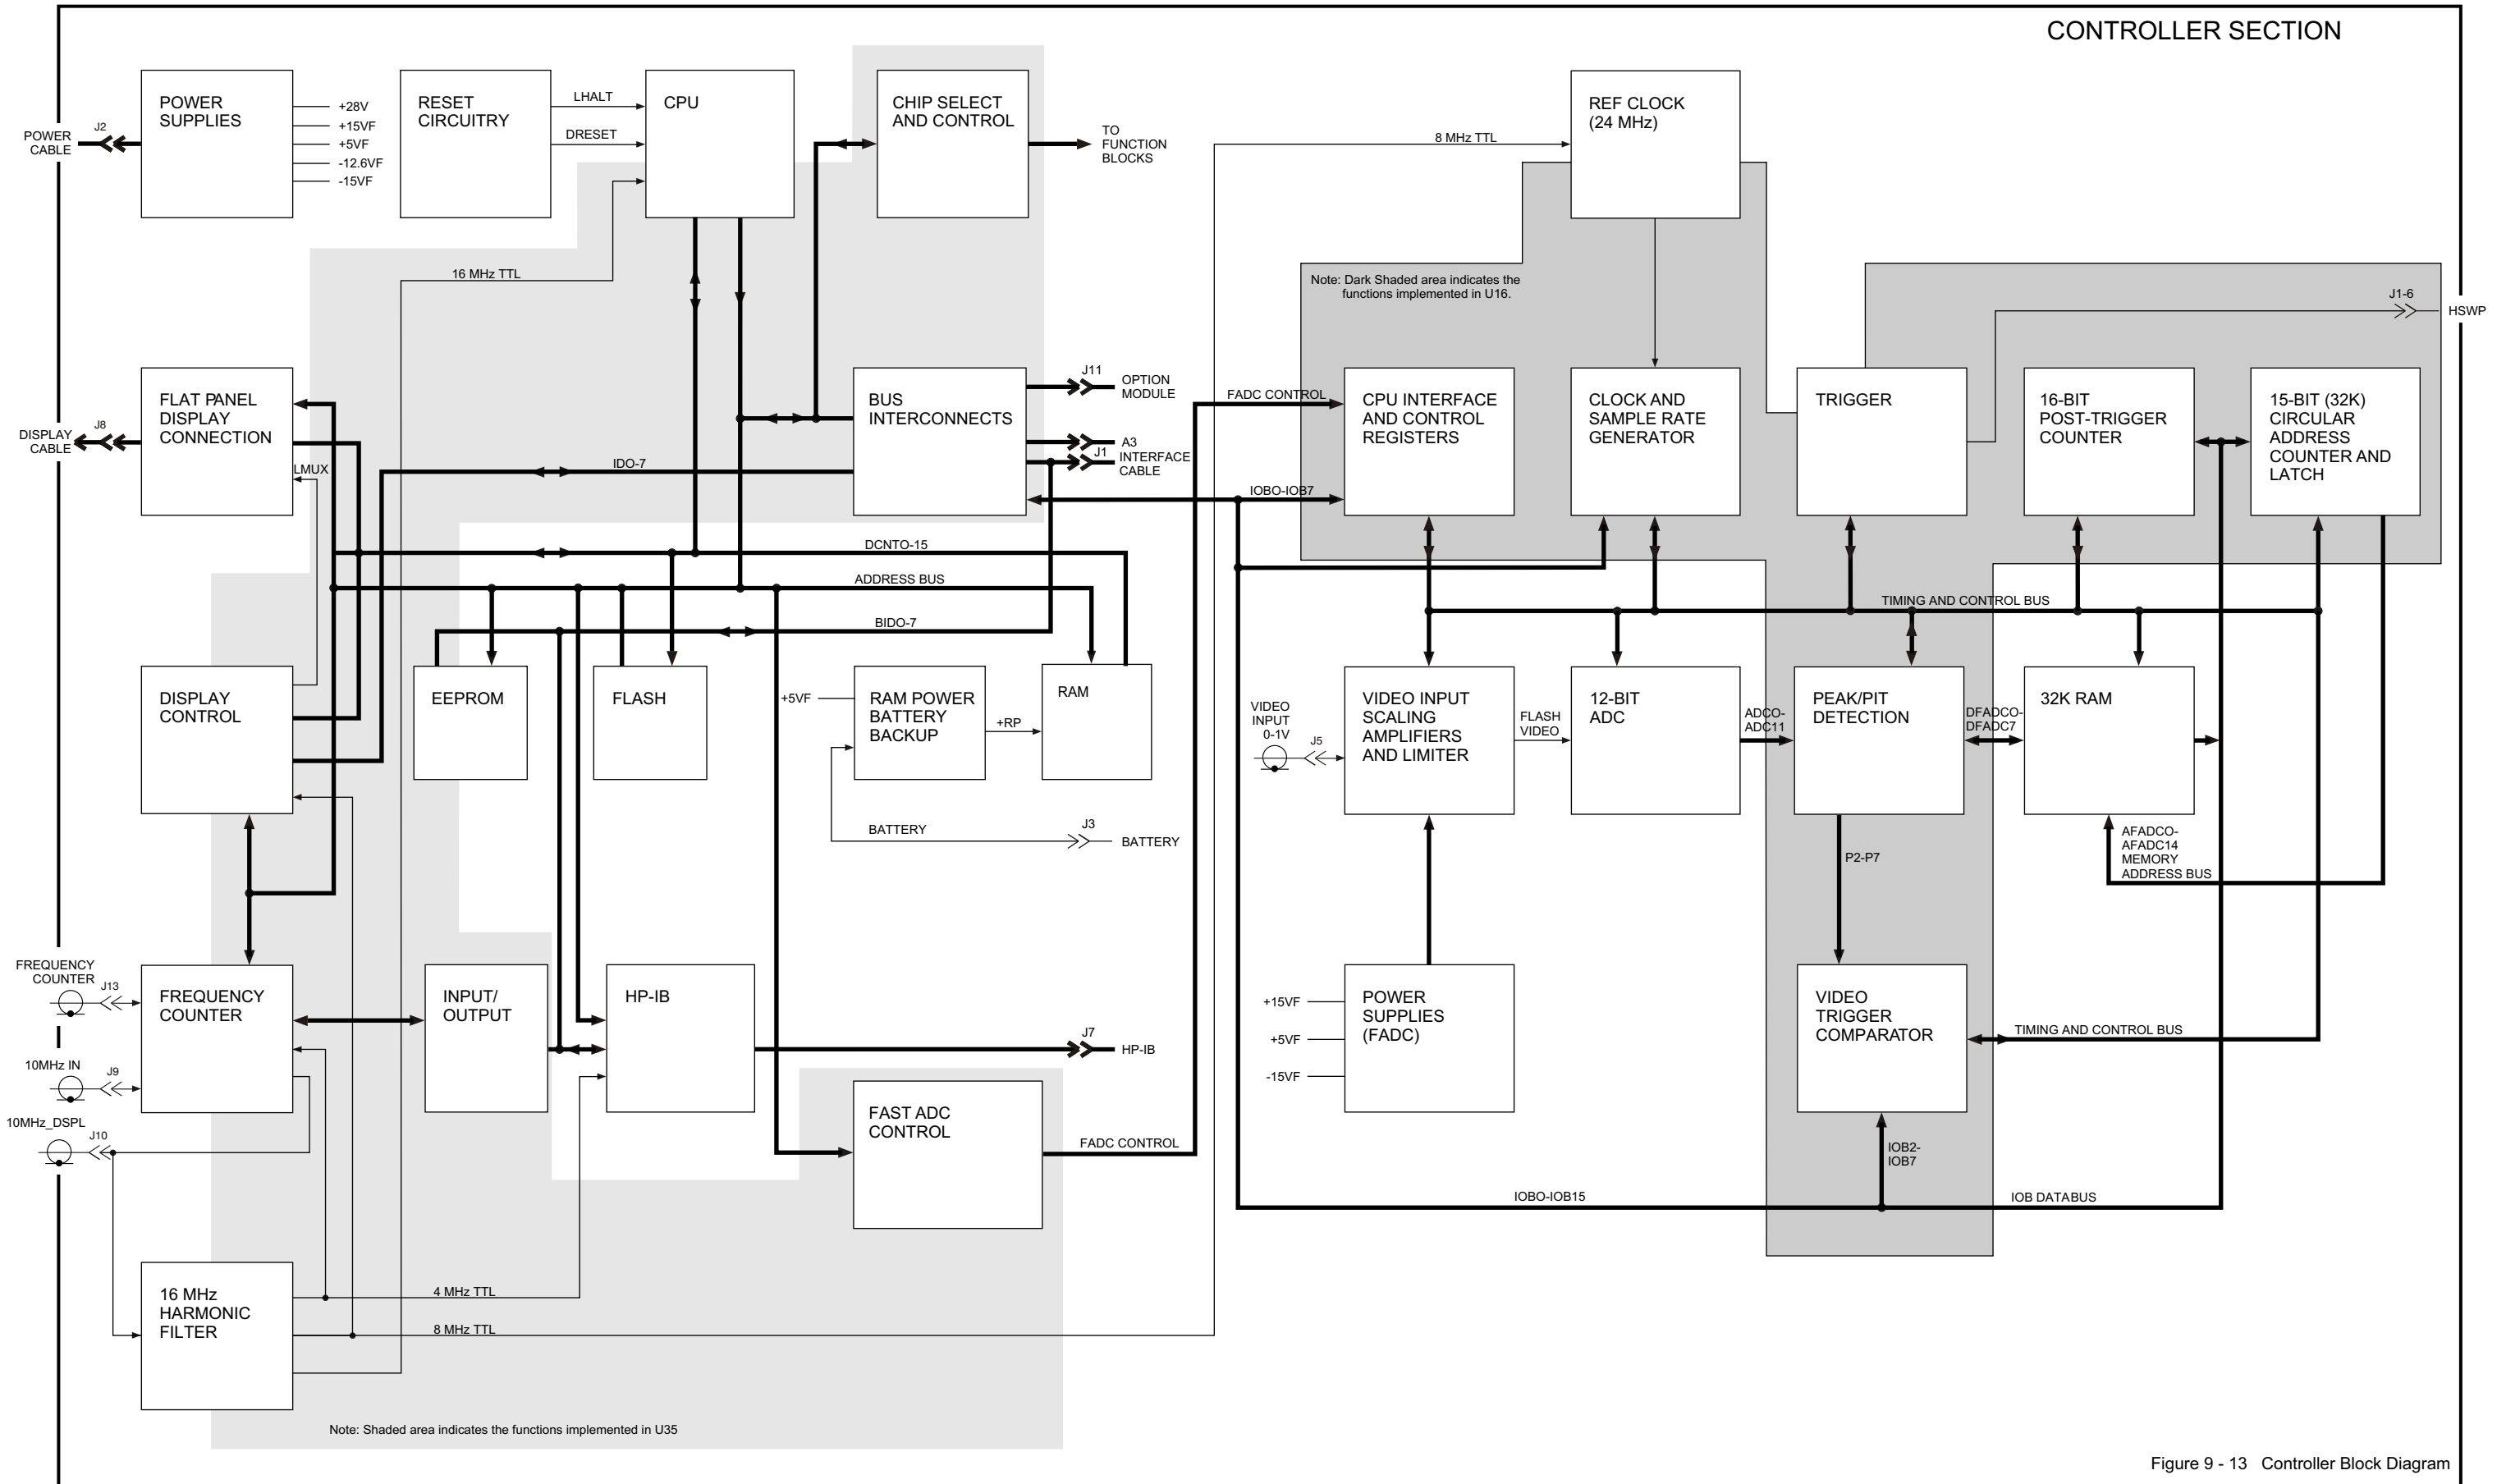 CONTROLLER SECTION
POWER
SUPPLIES
+28V
+15VF
+5VF
-12.6VF
-15VF
POWER
CABLE
J2
RESET
CIRCUITRY
LHALT
DRESET
CPU
CHIP SELECT
AND CONTROL
TO
FUNCTION
BLOCKS
8 MHz TTL
REF CLOCK
(24 MHz)
16 MHz TTL
Note: Dark Shaded area indicates the
functions implemented in U16.
J1-6
HSWP
FLAT PANEL
DISPLAY
CONNECTION
DISPLAY
CABLE
J8
LMUX
IDO-7
BUS
INTERCONNECTS
J11
OPTION
MODULE
A3
J1
INTERFACE
CABLE
FADC CONTROL
IOBO-IOB7
CPU INTERFACE
AND CONTROL
REGISTERS
CLOCK AND
SAMPLE RATE
GENERATOR
TRIGGER
16-BIT
POST-TRIGGER
COUNTER
15-BIT (32K)
CIRCULAR
ADDRESS
COUNTER AND
LATCH
DCNTO-15
ADDRESS BUS
BIDO-7
TIMING AND CONTROL BUS
DISPLAY
CONTROL
EEPROM
FLASH
+5VF
RAM POWER
BATTERY
BACKUP
+RP
RAM
BATTERY
J3
BATTERY
VIDEO
INPUT
0-1V
J5
VIDEO INPUT
SCALING
AMPLIFIERS
AND LIMITER
FLASH
VIDEO
12-BIT
ADC
ADCO-
ADC11
PEAK/PIT
DETECTION
DFADCO-
DFADC7
32K RAM
AFADCO-
AFADC14
MEMORY
ADDRESS BUS
P2-P7
FREQUENCY
COUNTER
J13
10MHz IN
J9
10MHz_DSPL
J10
FREQUENCY
COUNTER
INPUT/
OUTPUT
HP-IB
J7
HP-IB
FAST ADC
CONTROL
FADC CONTROL
+15VF
+5VF
-15VF
POWER
SUPPLIES
(FADC)
VIDEO
TRIGGER
COMPARATOR
TIMING AND CONTROL BUS
IOB2-
IOB7
IOBO-IOB15
IOB DATABUS
16 MHz
HARMONIC
FILTER
4 MHz TTL
8 MHz TTL
Note: Shaded area indicates the functions implemented in U35
Figure 9 - 13 Controller Block Diagram